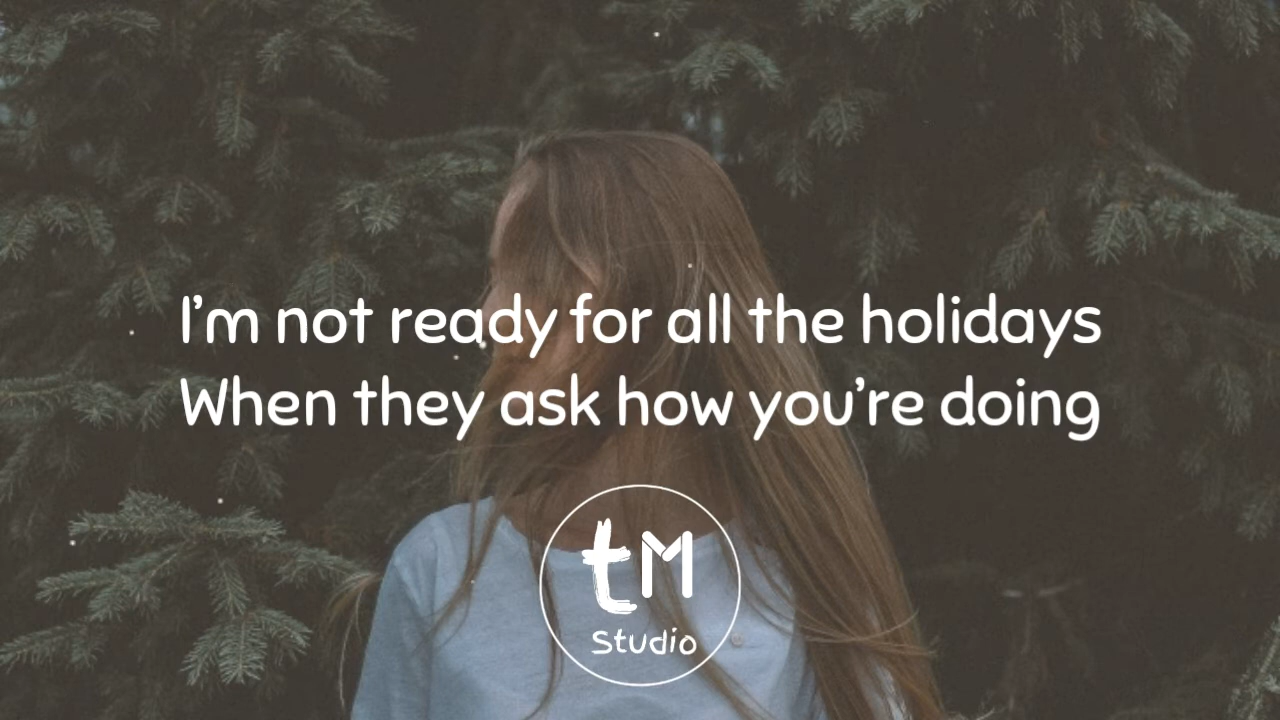 I'm not ready for all the holidays
When they ask how you're doing
tM
Studio